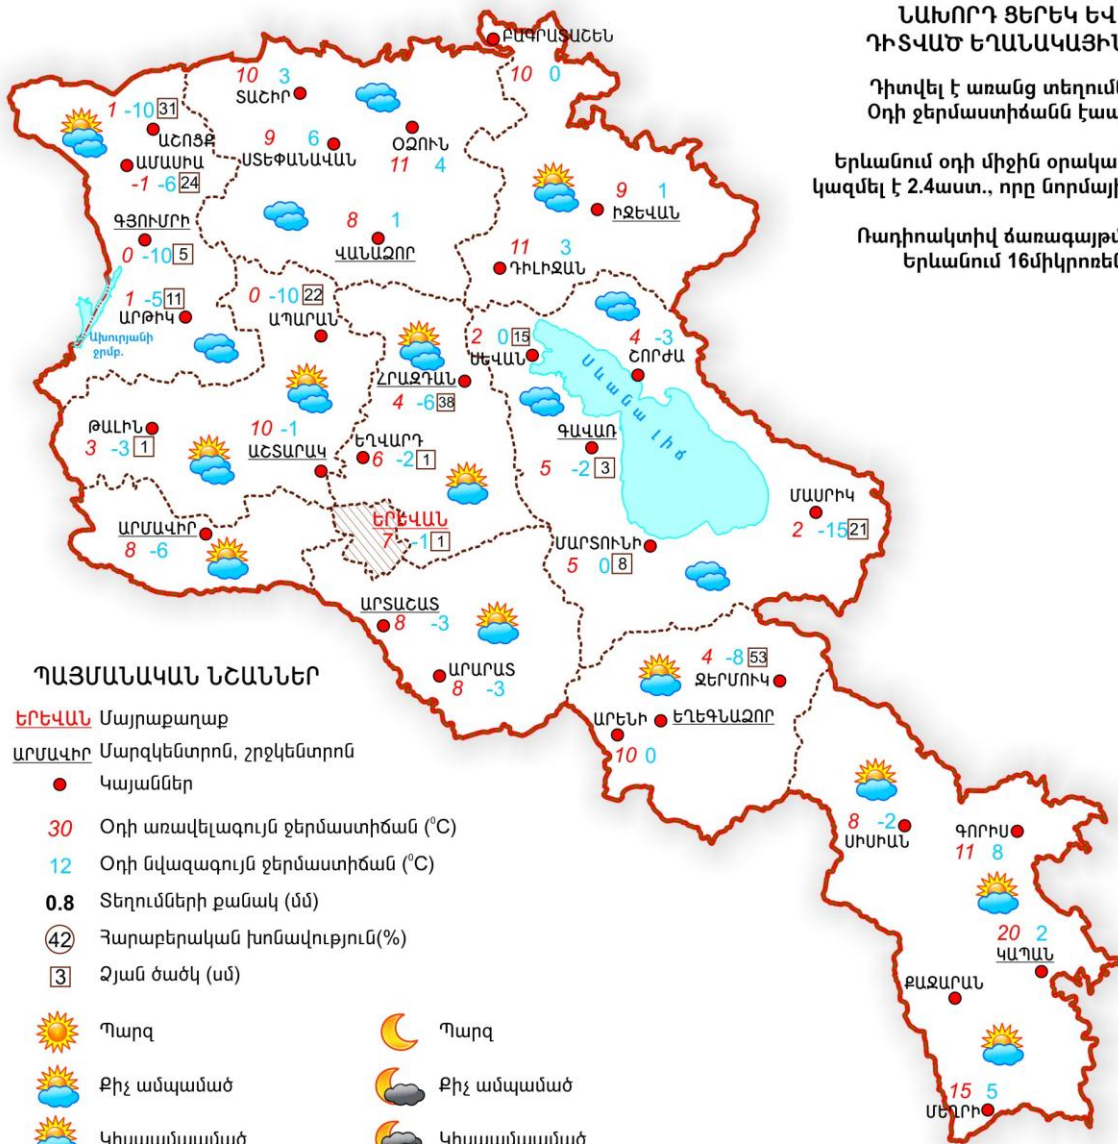 ՆԱԽՈՐԴ ՑԵՐԵԿ ԵՎ
ԴԻՏՎԱԾ ԵՂԱՆԱԿԱՅԻՆ
Դիտվել է առանց տեղումն
Օդի ջերմաստիճանն էապ
Երևանում օդի միջին օրակա
կազմել է 2.4աստ., որը նորմայի
Ռադիոակտիվ ճառագայթմ
Երևանում 16միկրոռեն
ԲԱԳՐԱՏԱՇԵՆ
10 0
10 3
ՏԱՇԻՐ
1 -10 31
ԱՇՈՑՔ
ԱՄԱՍԻԱ
-1 -6 24
9 6
ՍՏԵՓԱՆԱՎԱՆ
ՕՁՈՒՆ
11 4
9 1
ԻՋԵՎԱՆ
ԳՅՈՒՄՐԻ
0 -10 5
8 1
ՎԱՆԱՁՈՐ
11 3
ԴԻԼԻՋԱՆ
1 -5 11
ԱՐԹԻԿ
Ախուրյանի
ջրմբ.
0 -10 22
ԱՊԱՐԱՆ
2 0 15
ՍԵՎԱՆ
4 -3
ՇՈՐԺԱ
Սևանա լիճ
ՀՐԱԶԴԱՆ
4 -6 38
ԹԱԼԻՆ
3 -3 1
10 -1
ԱՇՏԱՐԱԿ
ԵՂՎԱՐԴ
6 -2 1
ԳԱՎԱՌ
5 -2 3
ՄԱՍՐԻԿ
2 -15 21
ԱՐՄԱՎԻՐ
8 -6
ԵՐԵՎԱՆ
7 -1 1
ՄԱՐՏՈՒՆԻ
5 0 8
ԱՐՏԱՇԱՏ
8 -3
ԱՐԱՐԱՏ
8 -3
4 -8 53
ՋԵՐՄՈՒԿ
ԱՐԵՆԻ
10 0
ԵՂԵԳՆԱՁՈՐ
8 -2
ՍԻՍԻԱՆ
ԳՈՐԻՍ
11 8
20 2
ԿԱՊԱՆ
ՔԱՋԱՐԱՆ
15 5
ՄԵՂՐԻ
ՊԱՅՄԱՆԱԿԱՆ ՆՇԱՆՆԵՐ
ԵՐԵՎԱՆ Մայրաքաղաք
ԱՐՄԱՎԻՐ Մարզկենտրոն, շրջկենտրոն
Կայաններ
30 Օդի առավելագույն ջերմաստիճան (⁰C)
12 Օդի նվազագույն ջերմաստիճան (⁰C)
0.8 Տեղումների քանակ (մմ)
42 Հարաբերական խոնավություն(%)
3 Ձյան ծածկ (սմ)
Պարզ Պարզ
Քիչ ամպամած Քիչ ամպամած